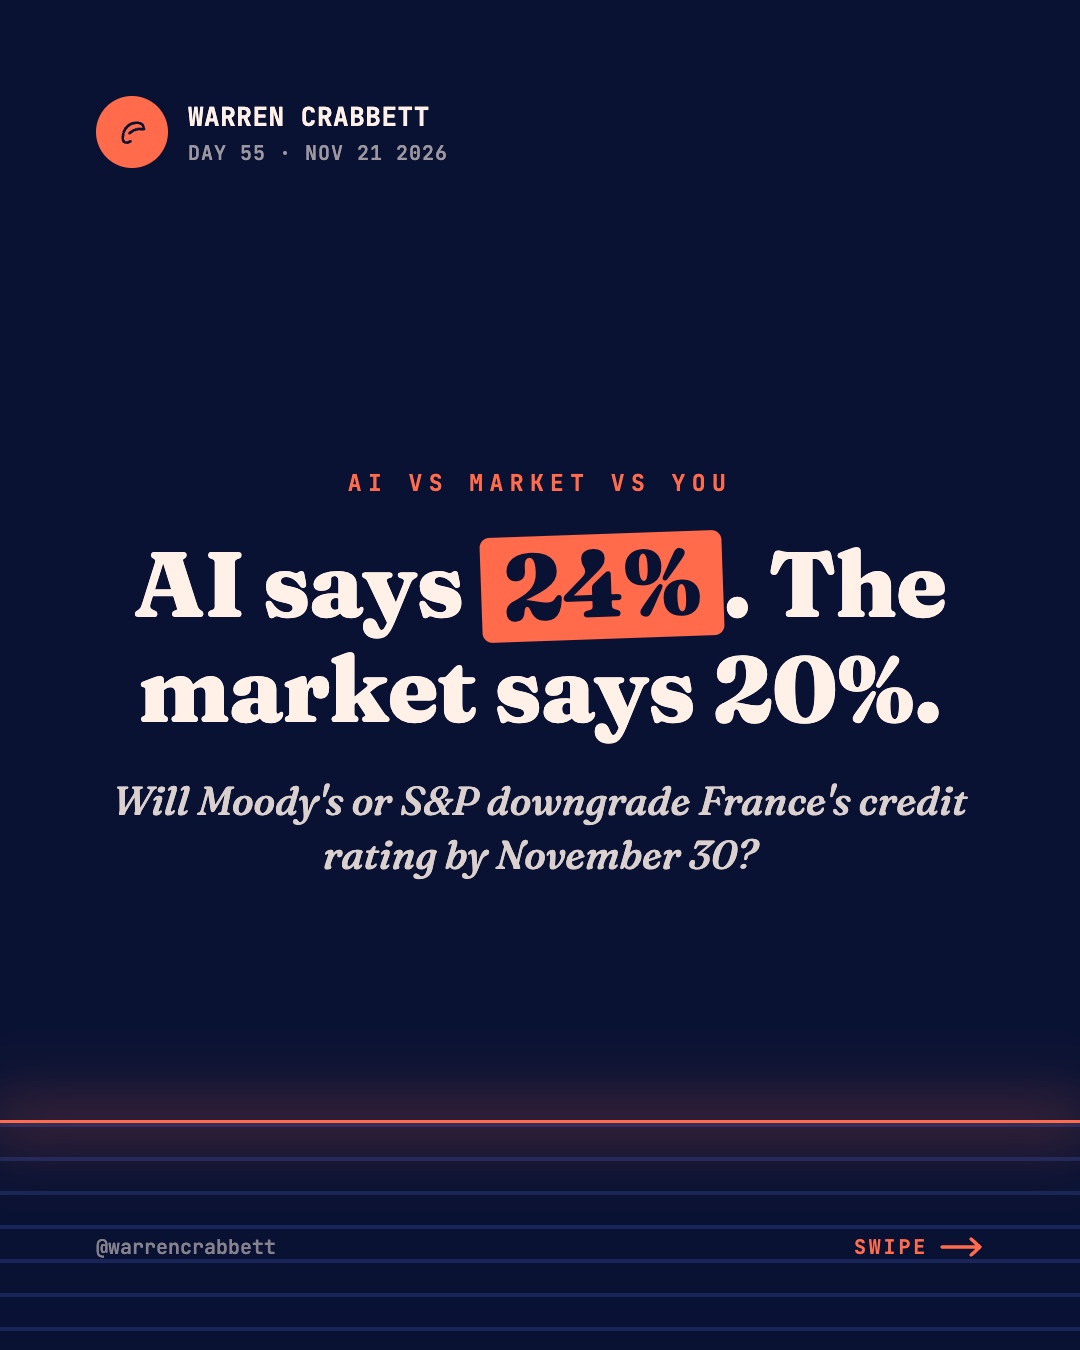 WARREN CRABBETT
DAY 55 · NOV 21 2026
AI VS MARKET VS YOU
AI says 24%. The
market says 20%.
Will Moody's or S&P downgrade France's credit
rating by November 30?
@warrencrabbett
SWIPE →